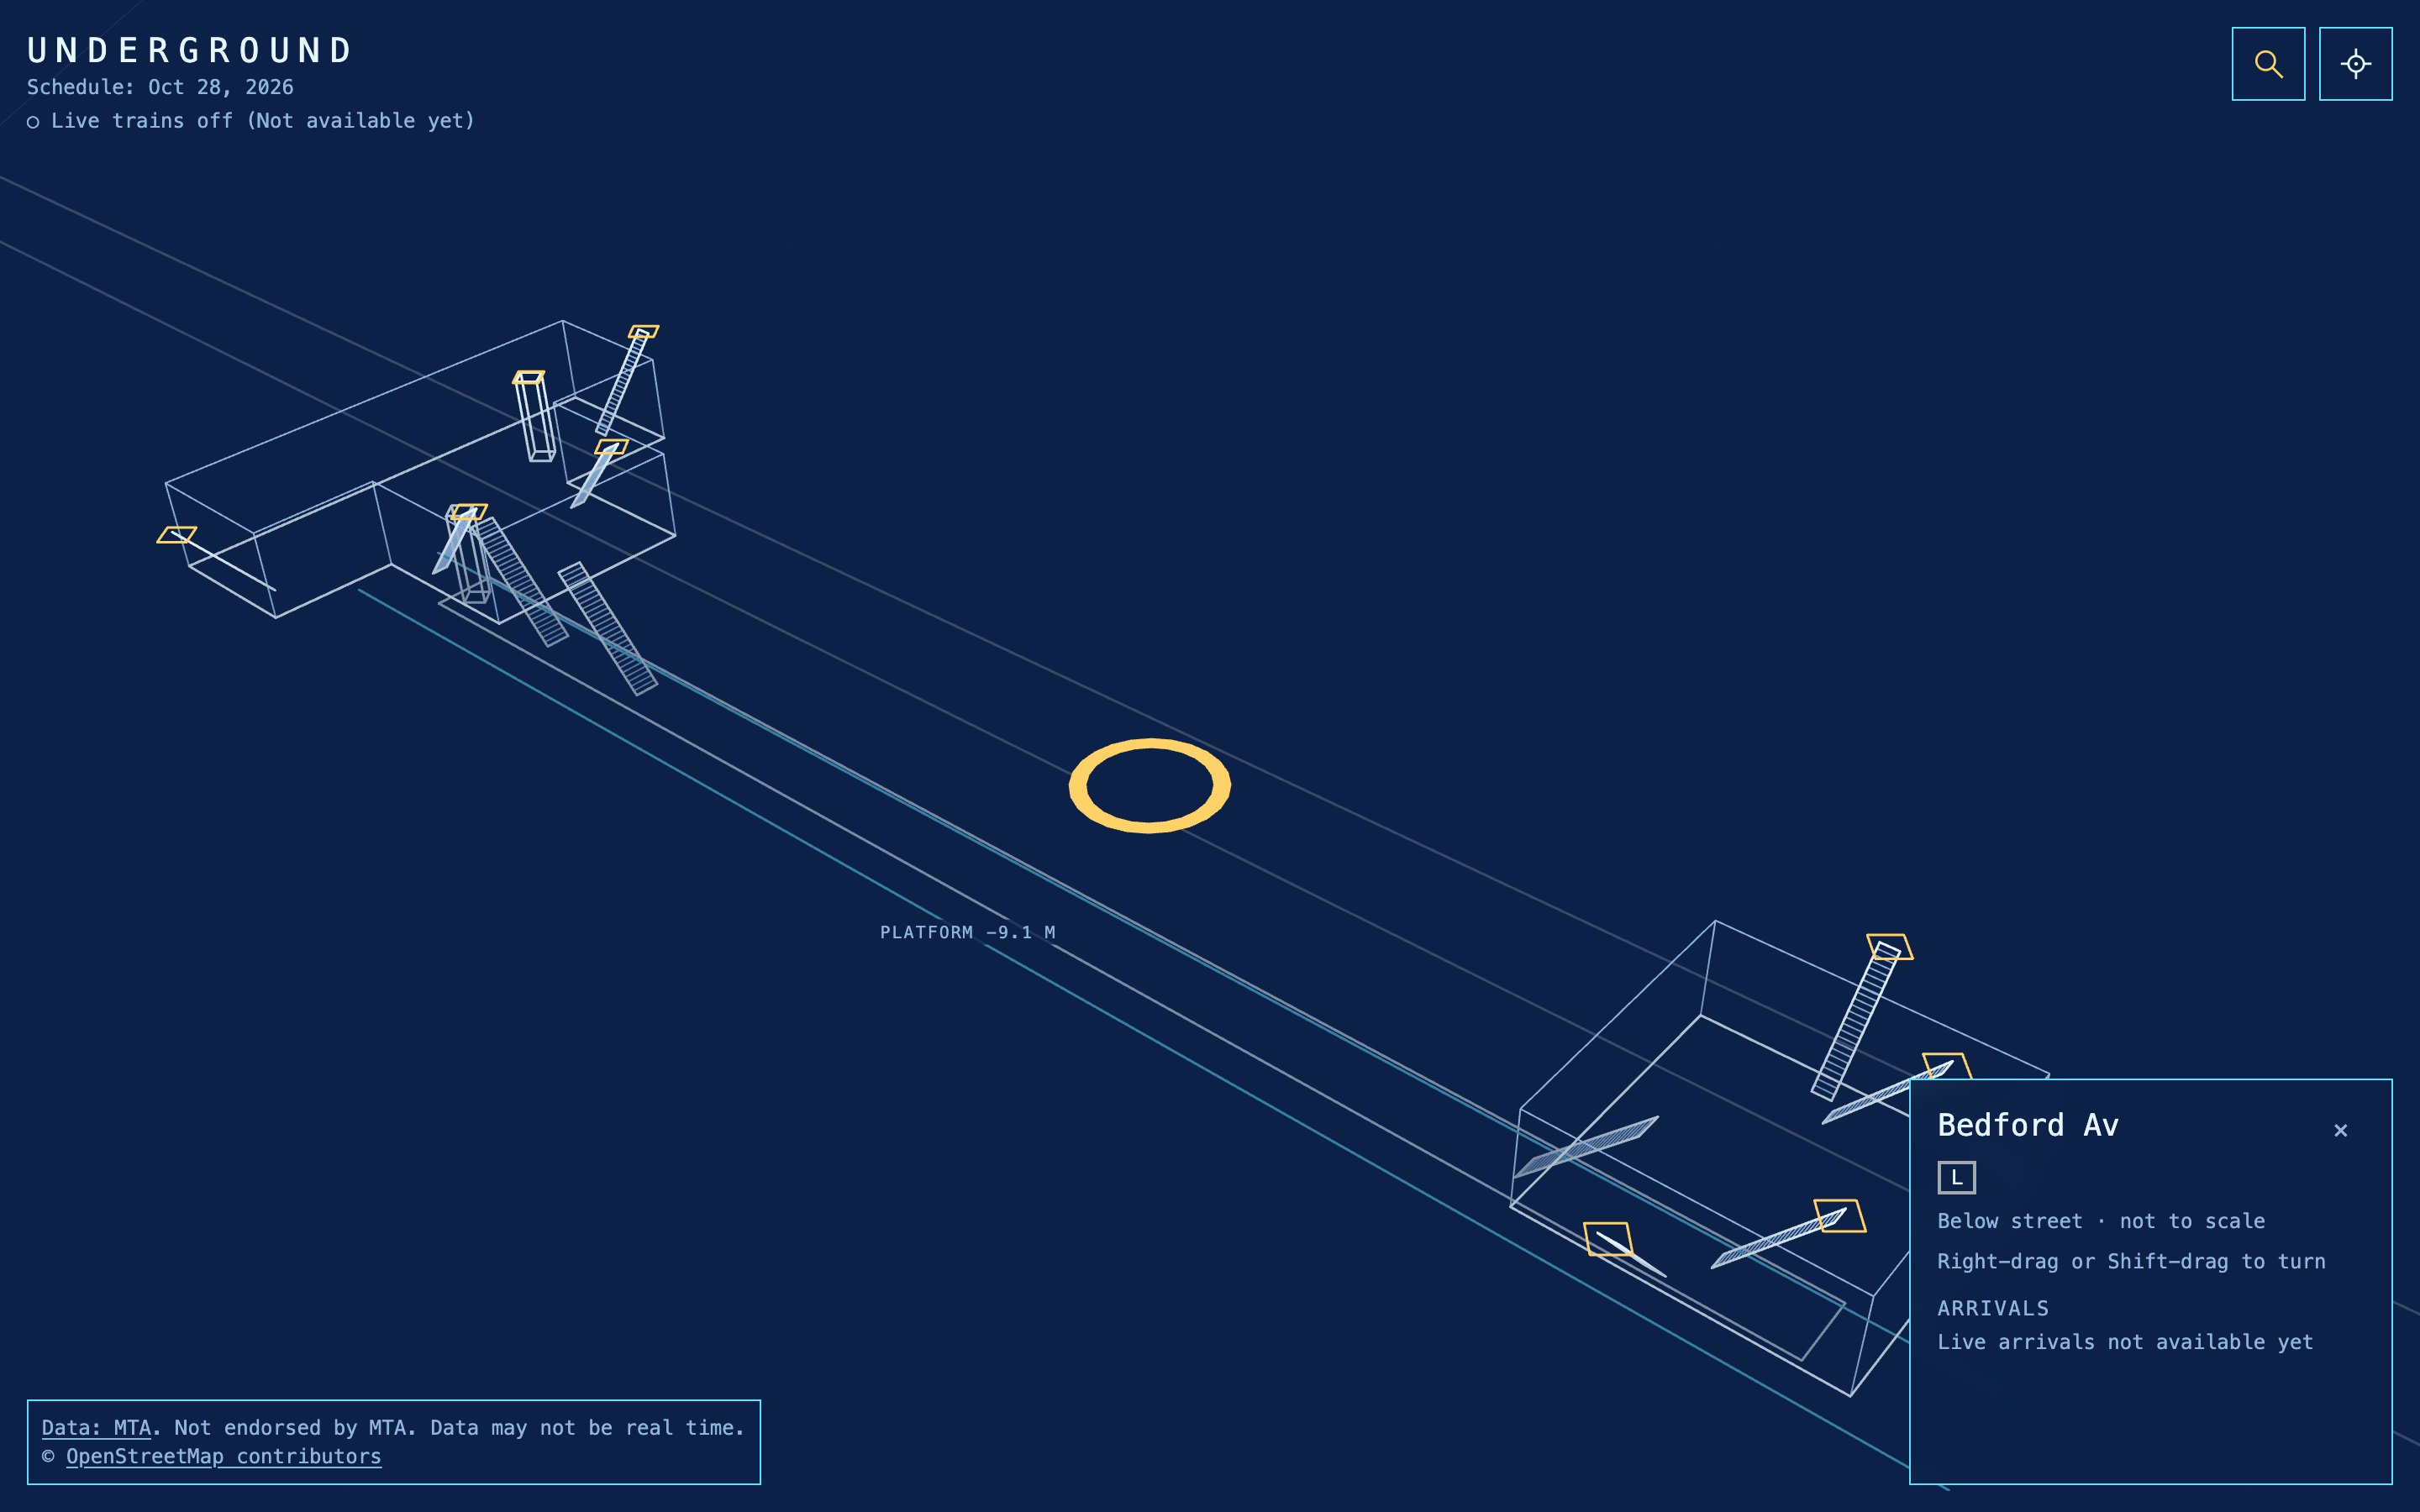 UNDERGROUND
Schedule: Oct 28, 2026
Live trains off (Not available yet)
PLATFORM −9.1 M
Bedford Av
×
L
Below street · not to scale
Right−drag or Shift−drag to turn
ARRIVALS
Live arrivals not available yet
Data: MTA. Not endorsed by MTA. Data may not be real time.
© OpenStreetMap contributors